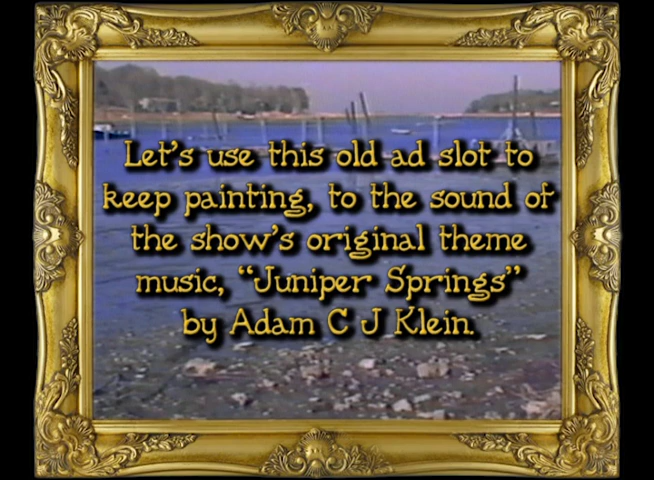 Let's use this old ad slot to
keep painting, to the sound of
the show's original theme
music, “Juniper Springs”
by Adam C J Klein.